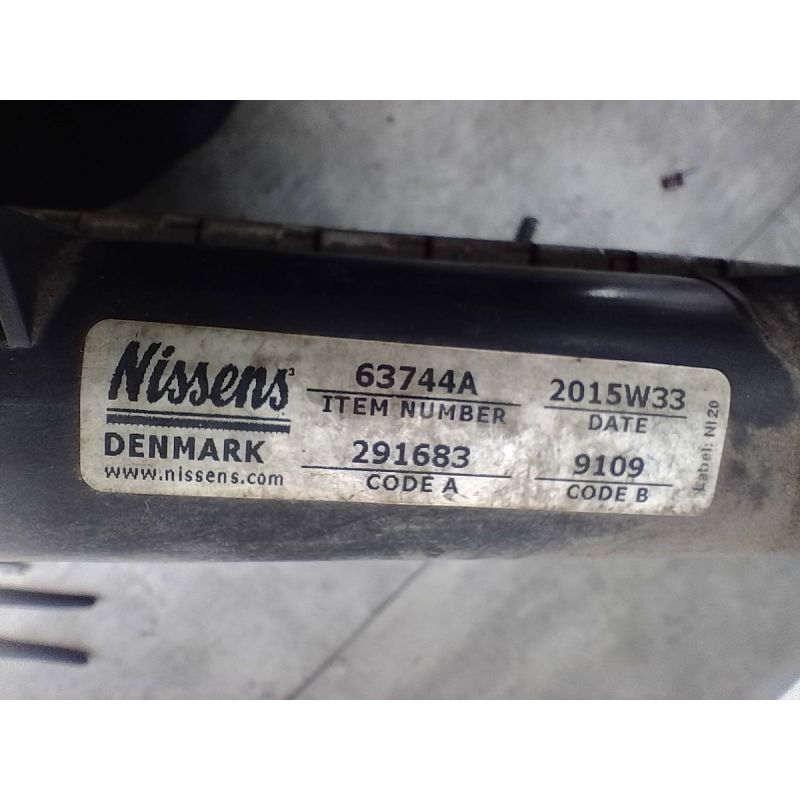 Nissens
63744A
2015W33
ITEM NUMBER
DATE
DENMARK
291683
9109
www.nissens.com
CODE A
CODE B
Label: NI20